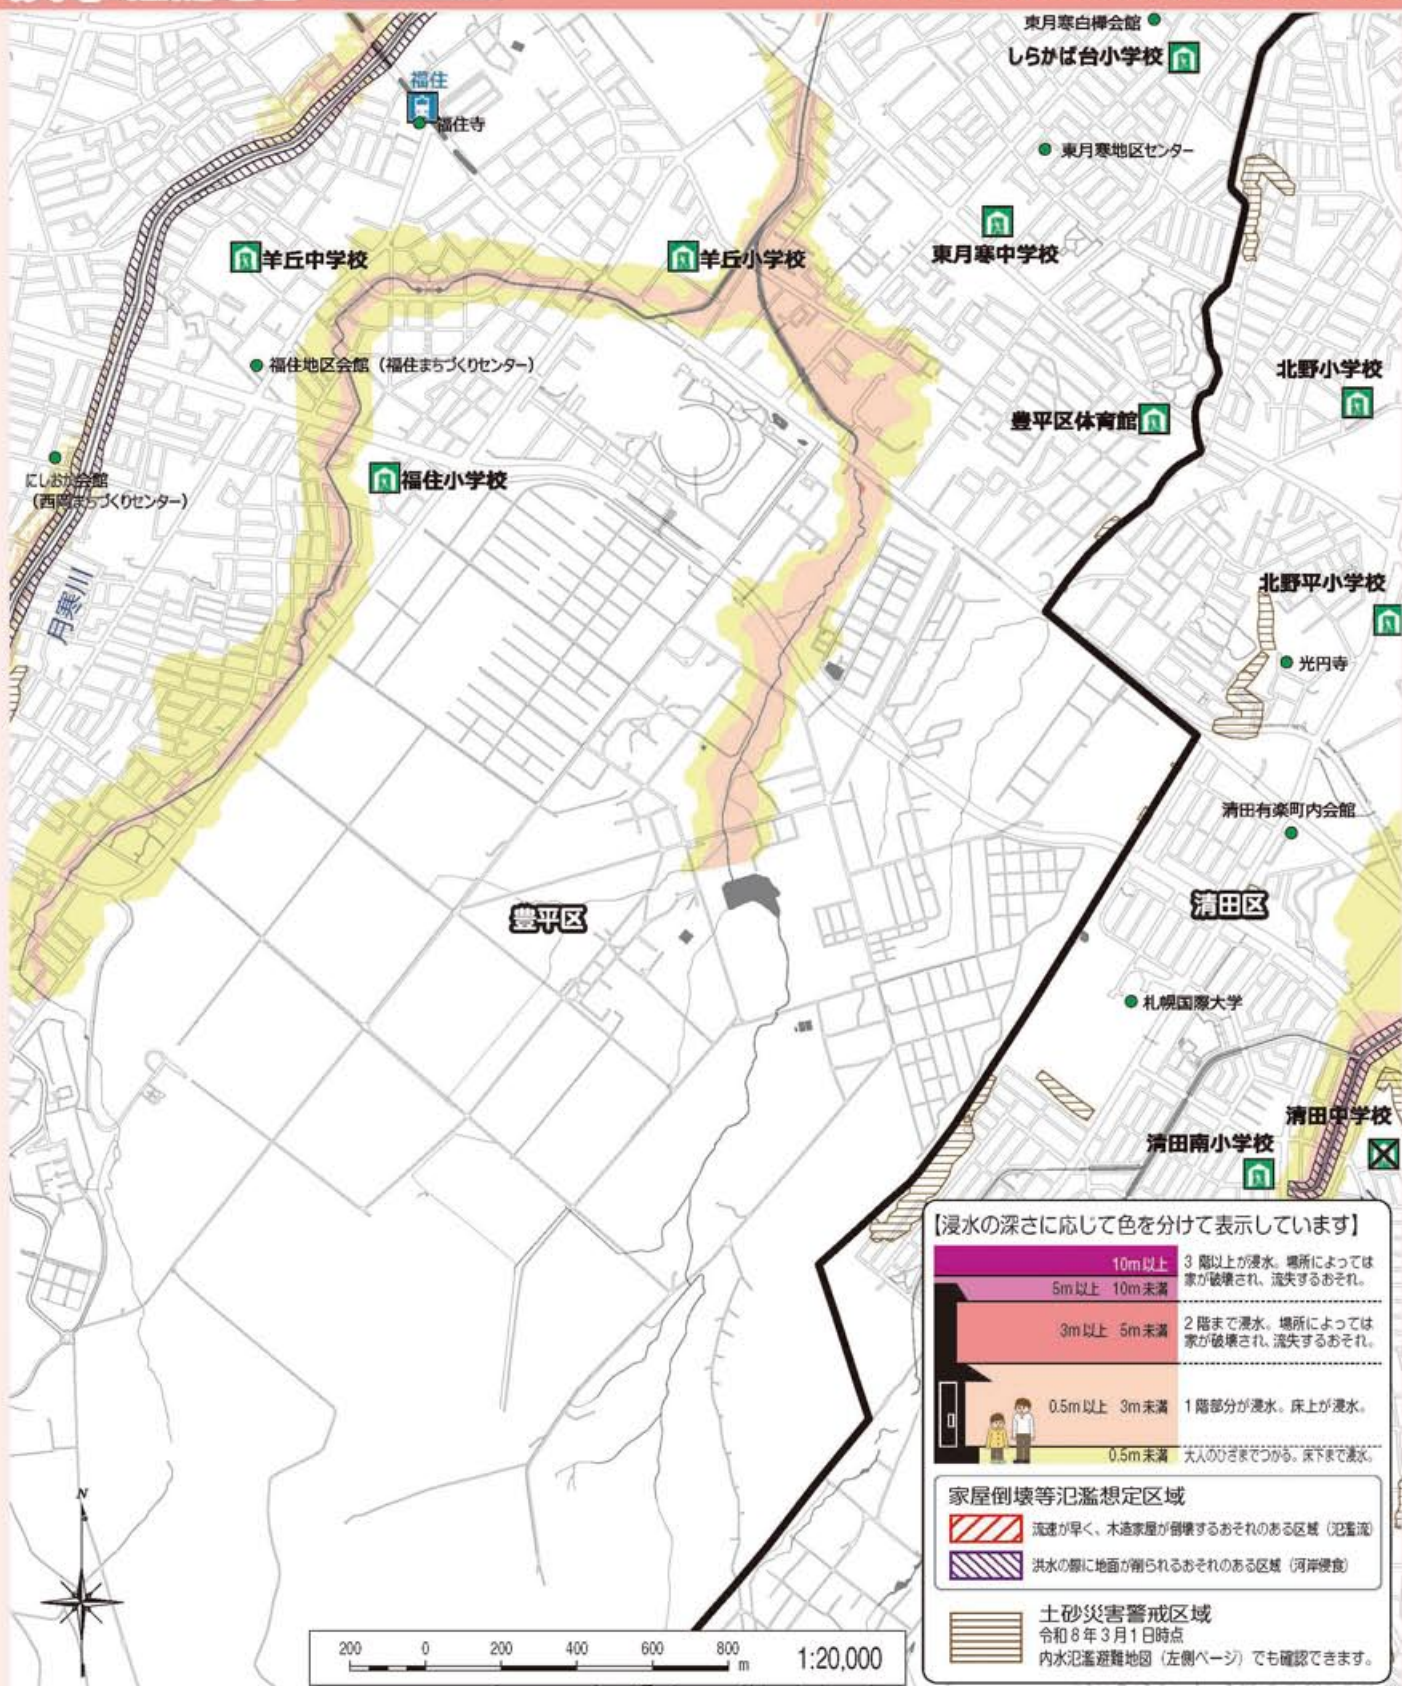 東月寒白樺会館
しらかば台小学校
福住
福住寺
東月寒地区センター
羊丘中学校
羊丘小学校
東月寒中学校
福住地区会館（福住まちづくりセンター）
北野小学校
豊平区体育館
にしおか会館
（西岡まちづくりセンター）
福住小学校
月寒川
北野平小学校
光円寺
清田有楽町内会館
豊平区
清田区
札幌国際大学
清田中学校
清田南小学校
【浸水の深さに応じて色を分けて表示しています】
10m以上 3階以上が浸水。場所によっては
家が破壊され、流失するおそれ。
5m以上 10m未満
3m以上 5m未満 2階まで浸水。場所によっては
家が破壊され、流失するおそれ。
0.5m以上 3m未満 1階部分が浸水。床上が浸水。
0.5m未満 大人のひざまでつかる。床下まで浸水。
家屋倒壊等氾濫想定区域
流速が早く、木造家屋が倒壊するおそれのある区域（氾濫流）
洪水の際に地面が削られるおそれのある区域（河岸侵食）
土砂災害警戒区域
令和8年3月1日時点
内水氾濫避難地図（左側ページ）でも確認できます。
N
200 0 200 400 600 800 m 1:20,000